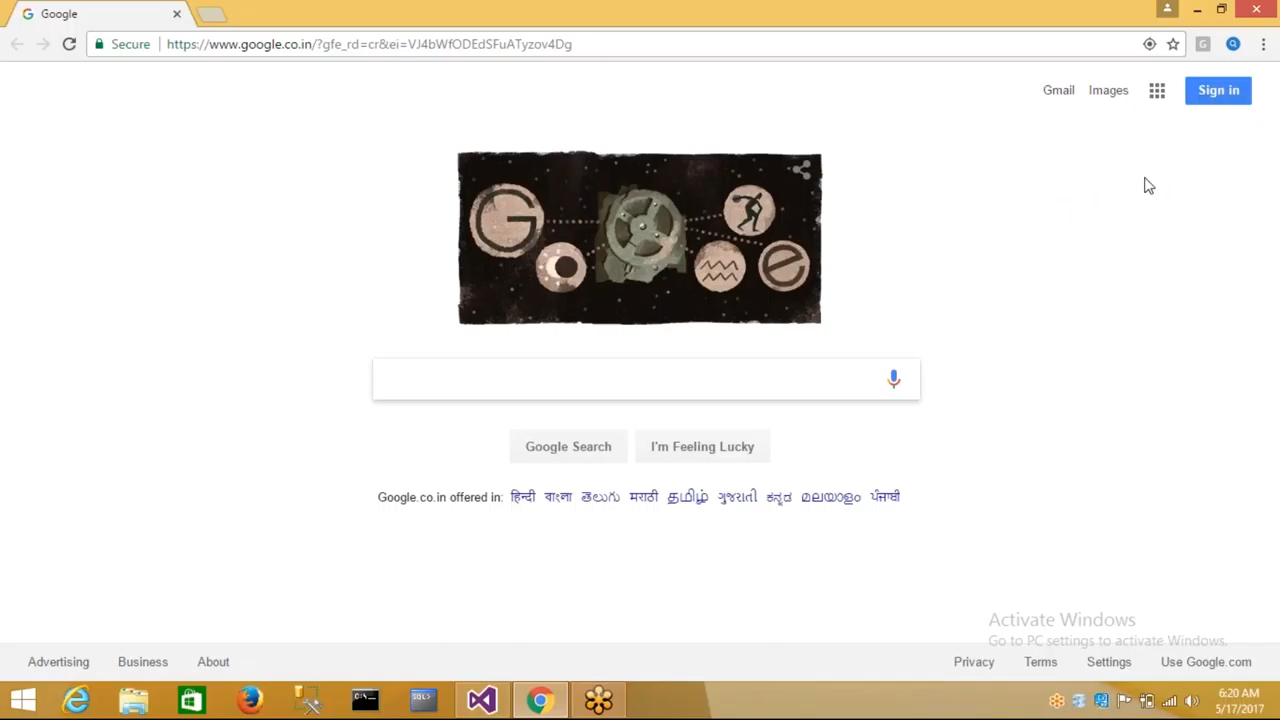 Google
Secure https://www.google.co.in/?gfe_rd=cr&ei=VJ4bWfODEdSFuATyzov4Dg
G
Gmail Images Sign in
G e
Google Search I'm Feeling Lucky
Google.co.in offered in: हिन्दी বাংলা తెలుగు मराठी தமிழ் ગુજરાતી ಕನ್ನಡ മലയാളം ਪੰਜਾਬੀ
Activate Windows
Go to PC settings to activate Windows.
Advertising Business About Privacy Terms Settings Use Google.com
C:\_ SQL> 6:20 AM
5/17/2017